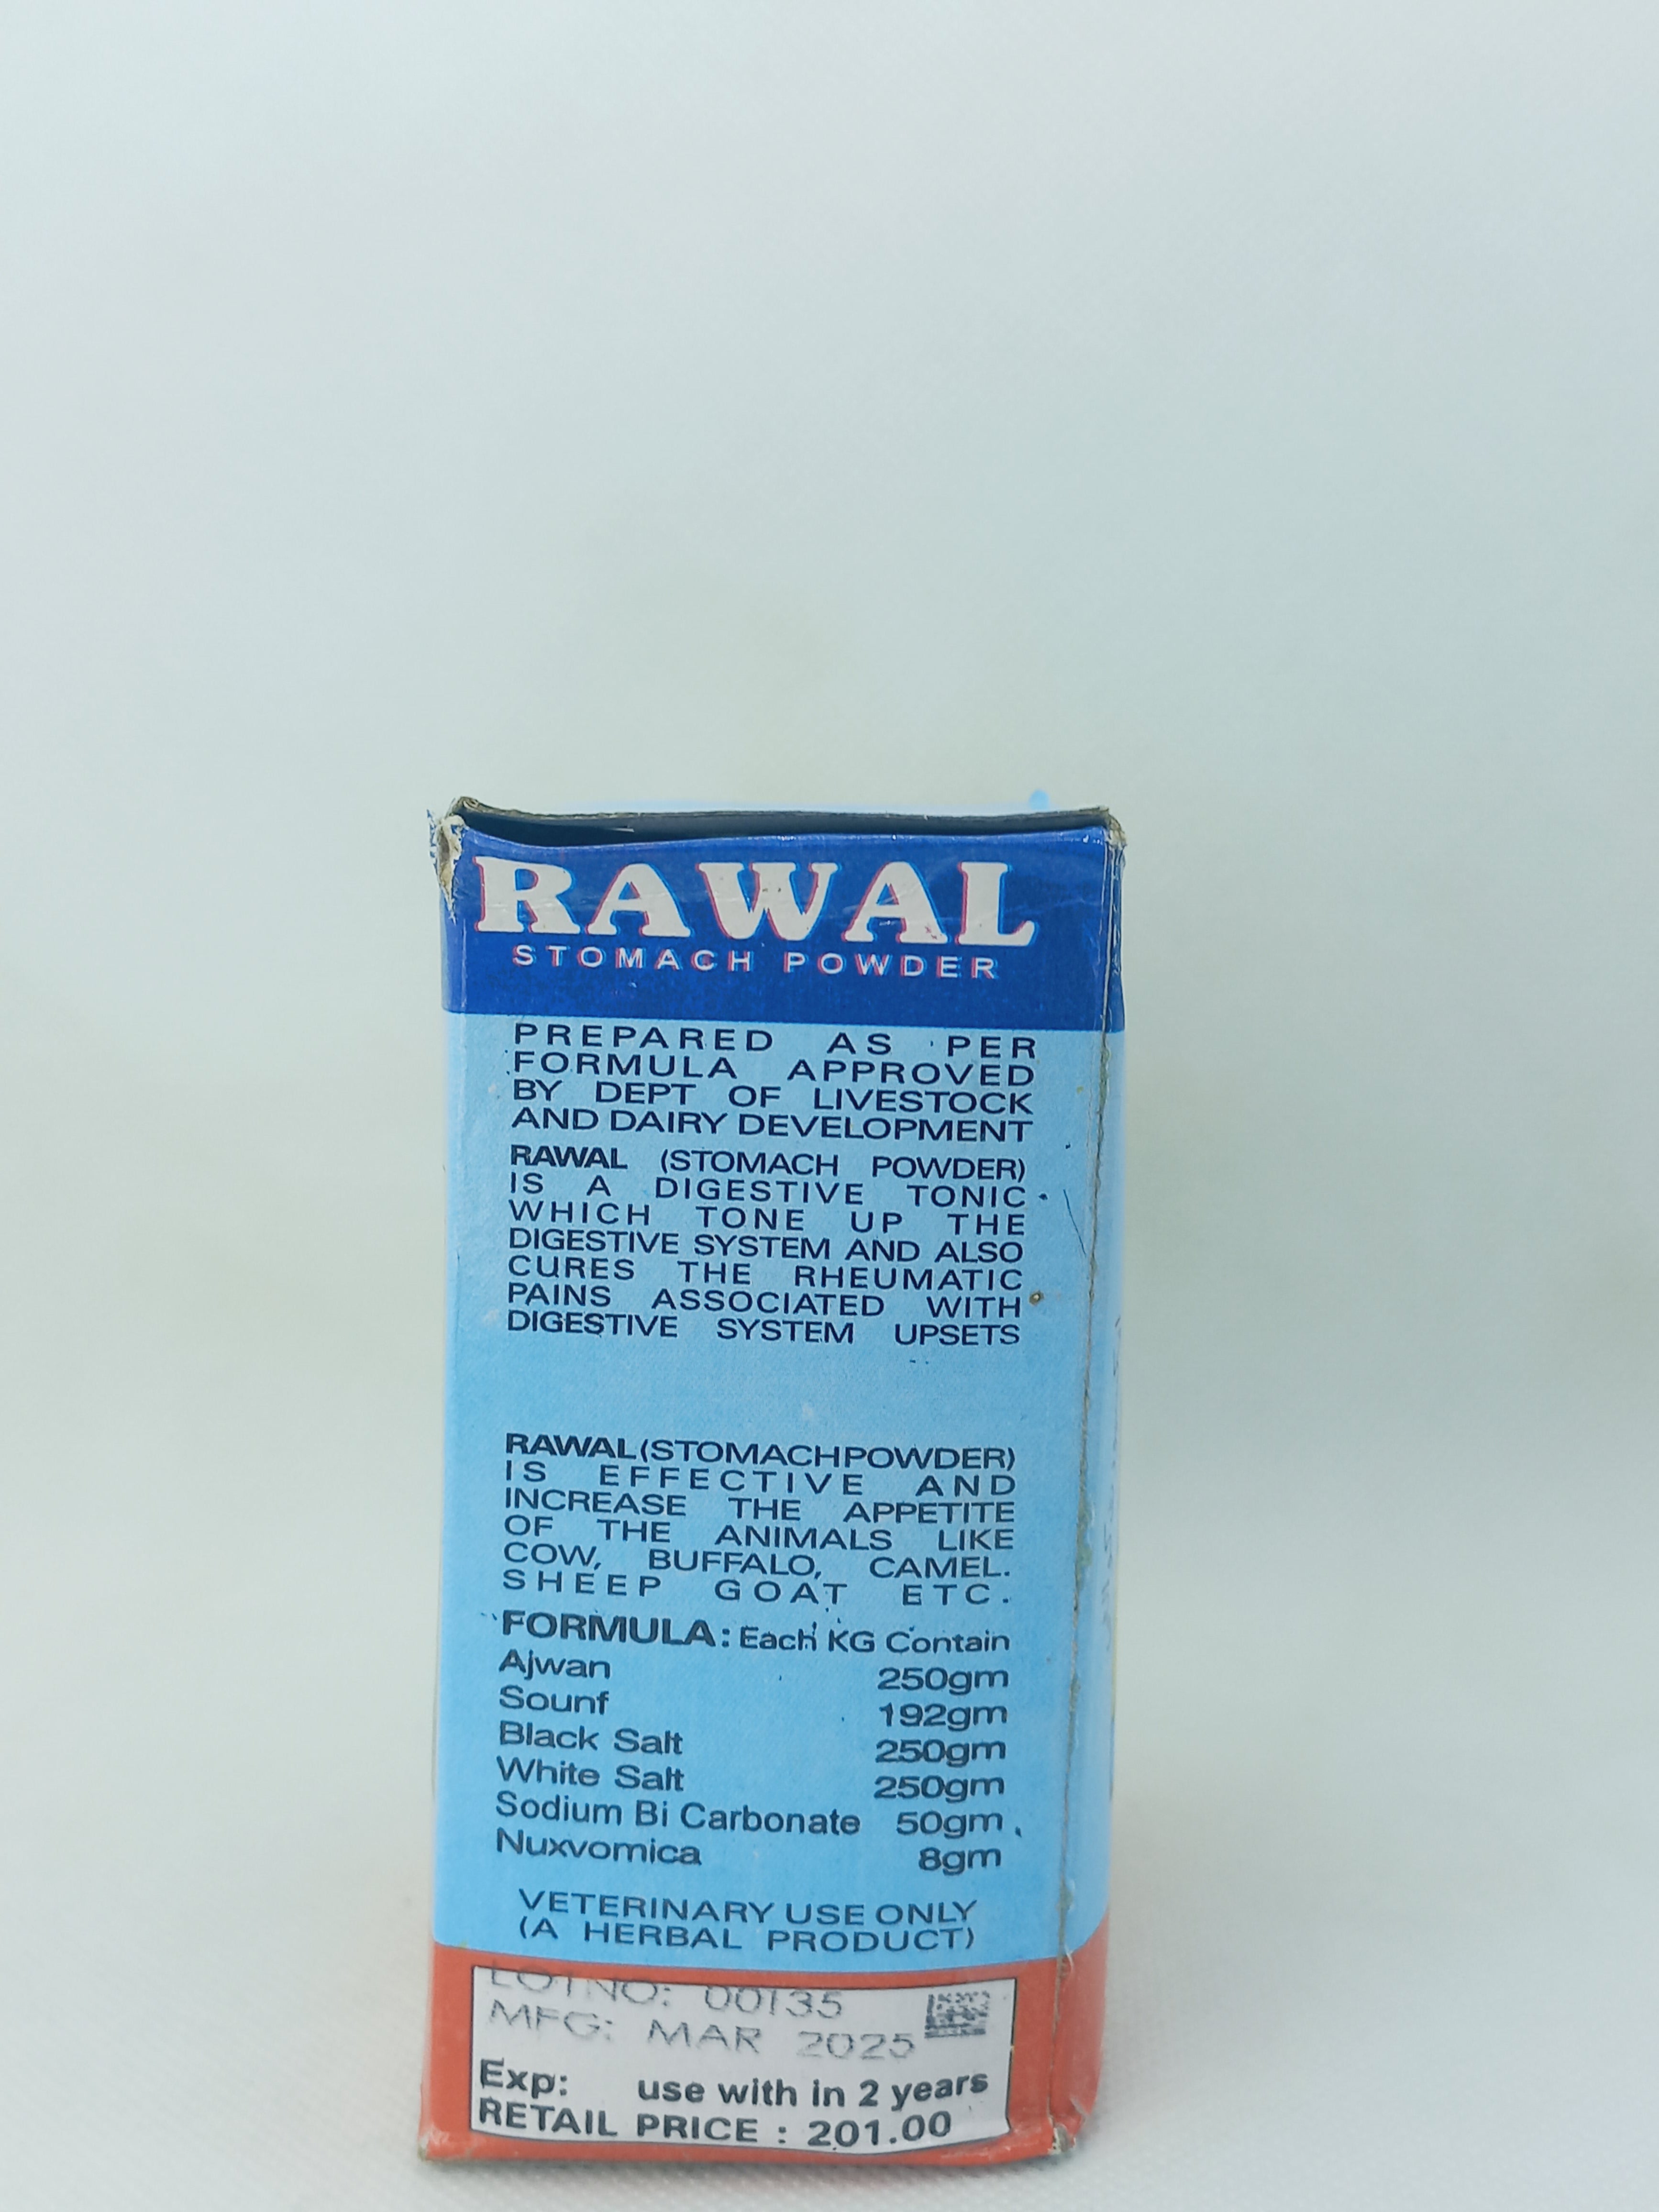 RAWAL
STOMACH POWDER
PREPARED AS PER
FORMULA APPROVED
BY DEPT OF LIVESTOCK
AND DAIRY DEVELOPMENT
RAWAL (STOMACH POWDER)
IS A DIGESTIVE TONIC
WHICH TONE UP THE
DIGESTIVE SYSTEM AND ALSO
CURES THE RHEUMATIC
PAINS ASSOCIATED WITH
DIGESTIVE SYSTEM UPSETS
RAWAL (STOMACH POWDER)
IS EFFECTIVE AND
INCREASE THE APPETITE
OF THE ANIMALS LIKE
COW, BUFFALO, CAMEL.
SHEEP GOAT ETC.
FORMULA: Each KG Contain
Ajwan 250gm
Sounf 192gm
Black Salt 250gm
White Salt 250gm
Sodium Bi Carbonate 50gm
Nuxvomica 8gm
VETERINARY USE ONLY
(A HERBAL PRODUCT)
LOT NO: 00135
MFG: MAR 2025
Exp: use with in 2 years
RETAIL PRICE : 201.00